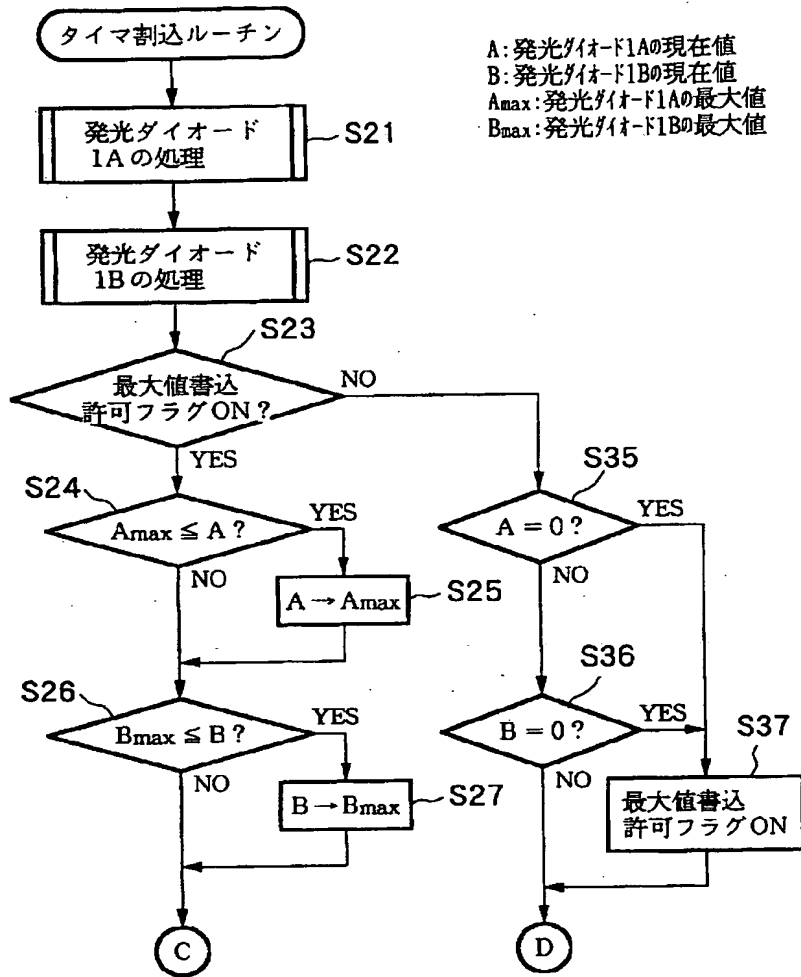 タイマ割込ルーチン
A:発光ダイオード1Aの現在値
B:発光ダイオード1Bの現在値
Amax:発光ダイオード1Aの最大値
Bmax:発光ダイオード1Bの最大値
発光ダイオード
1Aの処理
S21
発光ダイオード
1Bの処理
S22
S23
最大値書込
許可フラグON?
NO
YES
S24
Amax≦A?
YES
NO
A→Amax
S25
S26
Bmax≦B?
YES
NO
B→Bmax
S27
C
S35
A=0?
YES
NO
S36
B=0?
YES
NO
S37
最大値書込
許可フラグON
D